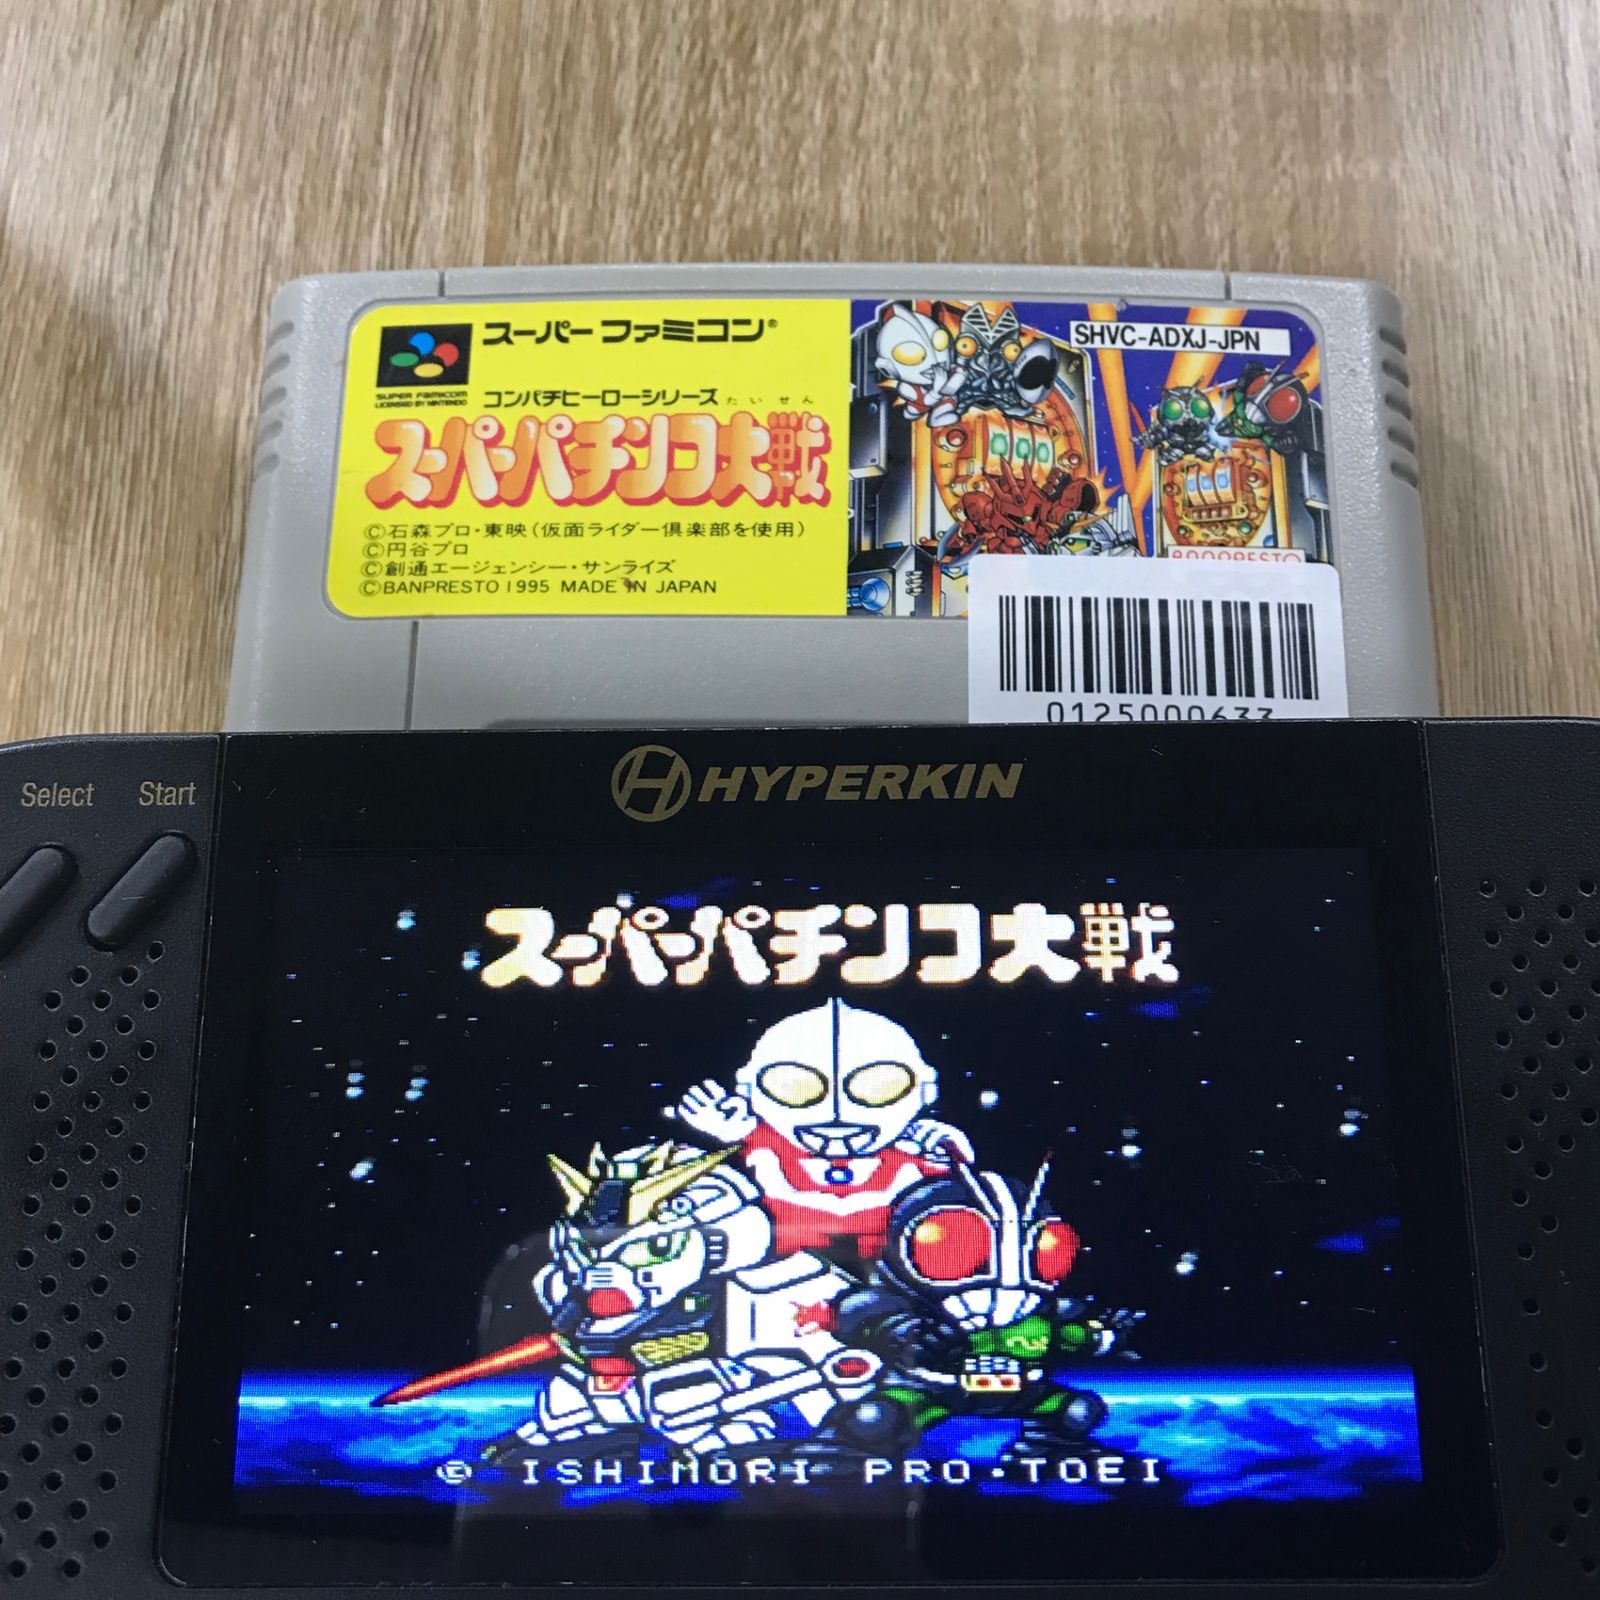 スーパーファミコン®
SHVC-ADXJ-JPN
SUPER FAMICOM
LICENSED BY NINTENDO
コンパチヒーローシリーズ
たいせん
スーパーパチンコ大戦
Ⓒ石森プロ・東映(仮面ライダー倶楽部を使用)
Ⓒ円谷プロ
Ⓒ創通エージェンシー・サンライズ
ⒸBANPRESTO 1995 MADE IN JAPAN
BANPRESTO
0125000633
Select Start
HYPERKIN
スーパーパチンコ大戦
© ISHIMORI PRO・TOEI